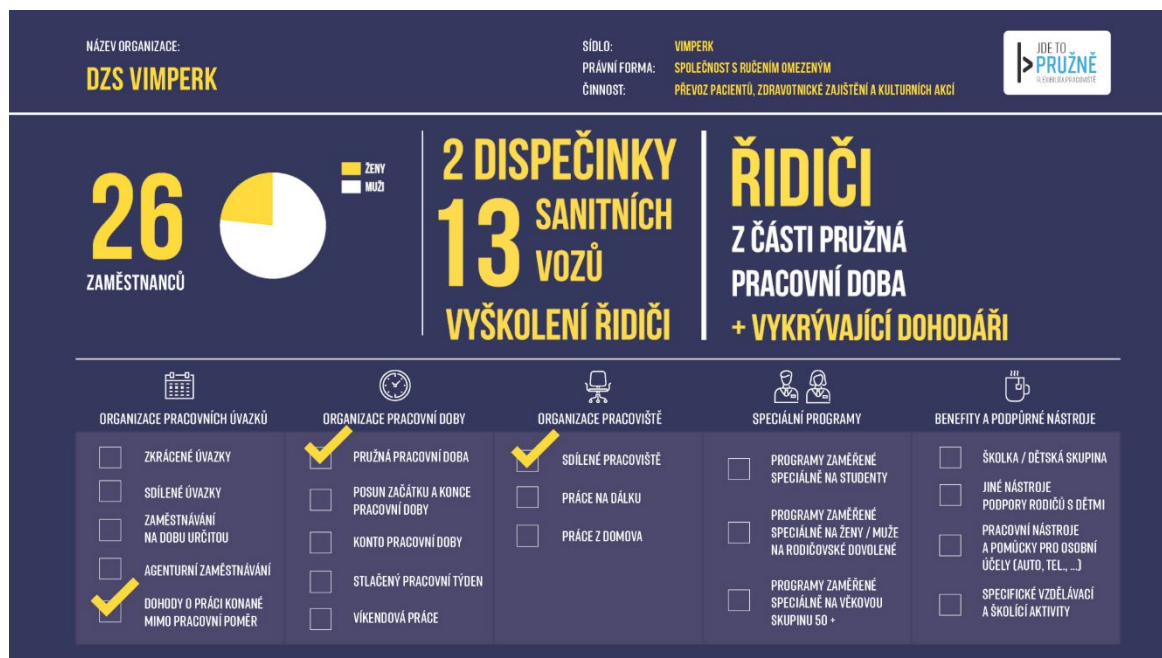 NÁZEV ORGANIZACE:
DZS VIMPERK
SÍDLO: VIMPERK
PRÁVNÍ FORMA: SPOLEČNOST S RUČENÍM OMEZENÝM
ČINNOST: PŘEVOZ PACIENTŮ, ZDRAVOTNICKÉ ZAJIŠTĚNÍ A KULTURNÍCH AKCÍ
JDE TO
PRUŽNĚ
FLEXIBILITA PRACOVIŠTĚ
26
ZAMĚSTNANCŮ
ŽENY
MUŽI
2 DISPEČINKY
13 SANITNÍCH
VOZŮ
VYŠKOLENÍ ŘIDIČI
ŘIDIČI
Z ČÁSTI PRUŽNÁ
PRACOVNÍ DOBA
+ VYKRÝVAJÍCÍ DOHODÁŘI
ORGANIZACE PRACOVNÍCH ÚVAZKŮ
ZKRÁCENÉ ÚVAZKY
SDÍLENÉ ÚVAZKY
ZAMĚSTNÁVÁNÍ
NA DOBU URČITOU
AGENTURNÍ ZAMĚSTNÁVÁNÍ
DOHODY O PRÁCI KONANÉ
MIMO PRACOVNÍ POMĚR
ORGANIZACE PRACOVNÍ DOBY
PRUŽNÁ PRACOVNÍ DOBA
POSUN ZAČÁTKU A KONCE
PRACOVNÍ DOBY
KONTO PRACOVNÍ DOBY
STLAČENÝ PRACOVNÍ TÝDEN
VÍKENDOVÁ PRÁCE
ORGANIZACE PRACOVIŠTĚ
SDÍLENÉ PRACOVIŠTĚ
PRÁCE NA DÁLKU
PRÁCE Z DOMOVA
SPECIÁLNÍ PROGRAMY
PROGRAMY ZAMĚŘENÉ
SPECIÁLNĚ NA STUDENTY
PROGRAMY ZAMĚŘENÉ
SPECIÁLNĚ NA ŽENY / MUŽE
NA RODIČOVSKÉ DOVOLENÉ
PROGRAMY ZAMĚŘENÉ
SPECIÁLNĚ NA VĚKOVOU
SKUPINU 50 +
BENEFITY A PODPŮRNÉ NÁSTROJE
ŠKOLKA / DĚTSKÁ SKUPINA
JINÉ NÁSTROJE
PODPORY RODIČŮ S DĚTMI
PRACOVNÍ NÁSTROJE
A POMŮCKY PRO OSOBNÍ
ÚČELY (AUTO, TEL., ...)
SPECIFICKÉ VZDĚLÁVACÍ
A ŠKOLÍCÍ AKTIVITY